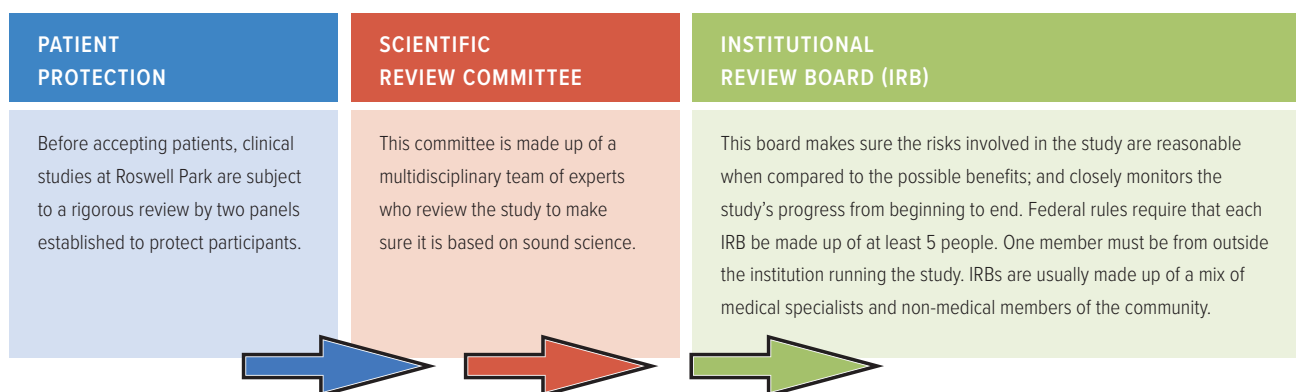 PATIENT
PROTECTION
Before accepting patients, clinical
studies at Roswell Park are subject
to a rigorous review by two panels
established to protect participants.
SCIENTIFIC
REVIEW COMMITTEE
This committee is made up of a
multidisciplinary team of experts
who review the study to make
sure it is based on sound science.
INSTITUTIONAL
REVIEW BOARD (IRB)
This board makes sure the risks involved in the study are reasonable
when compared to the possible benefits; and closely monitors the
study’s progress from beginning to end. Federal rules require that each
IRB be made up of at least 5 people. One member must be from outside
the institution running the study. IRBs are usually made up of a mix of
medical specialists and non-medical members of the community.